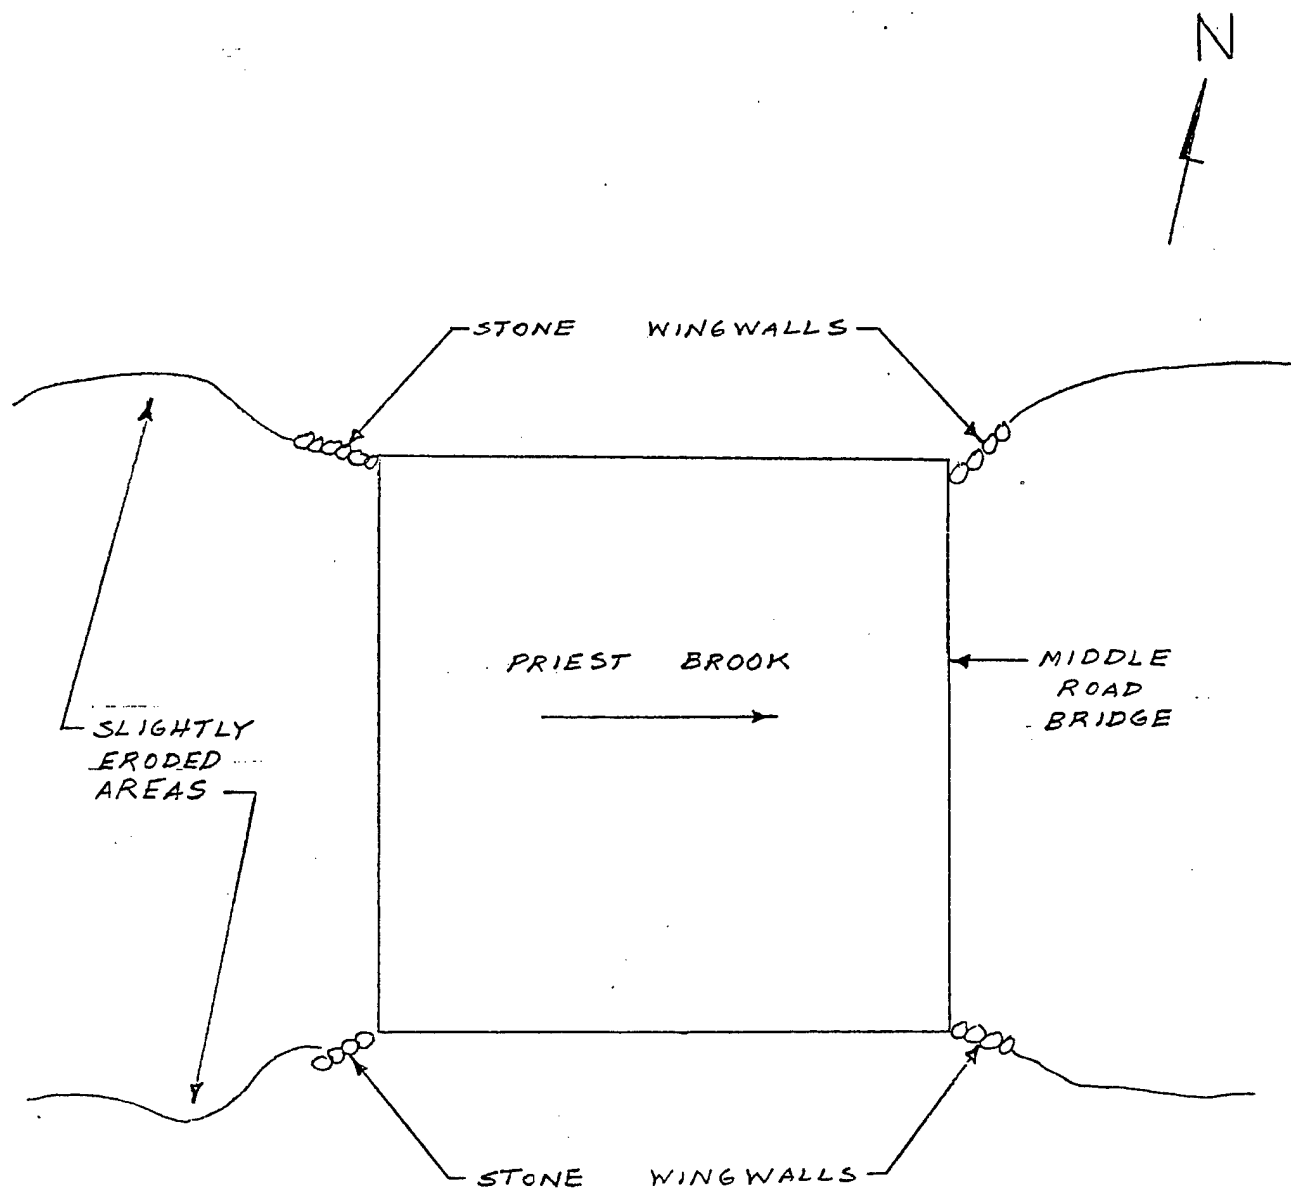 N
STONE WINGWALLS
PRIEST BROOK
MIDDLE
ROAD
BRIDGE
SLIGHTLY
ERODED
AREAS
STONE WINGWALLS